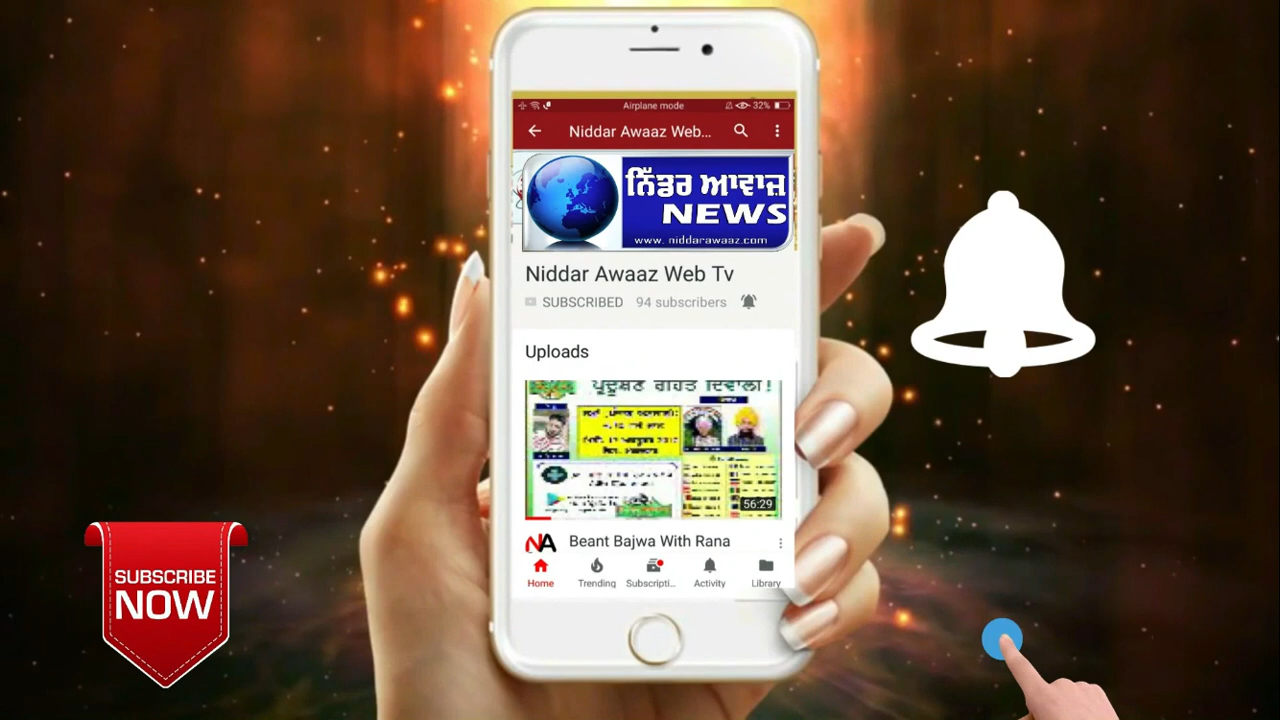 Airplane mode
32%
Niddar Awaaz Web...
ਨਿੱਡਰ ਆਵਾਜ਼
NEWS
www. niddarawaaz.com
Niddar Awaaz Web Tv
SUBSCRIBED 94 subscribers
Uploads
ਪ੍ਰਦੂਸ਼ਣ ਰਹਿਤ ਦਿਵਾਲੀ !
56:29
NA
Beant Bajwa With Rana
Home Trending Subscripti... Activity Library
SUBSCRIBE
NOW